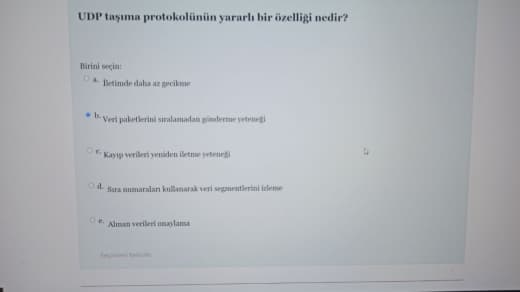 UDP taşıma protokolünün yararlı bir özelliği nedir?
Birini seçin:
a. İletimde daha az gecikme
b. Veri paketlerini sıralamadan gönderme yeteneği
c. Kayıp verileri yeniden iletme yeteneği
d. Sıra numaraları kullanarak veri segmentlerini izleme
e. Alınan verileri onaylama